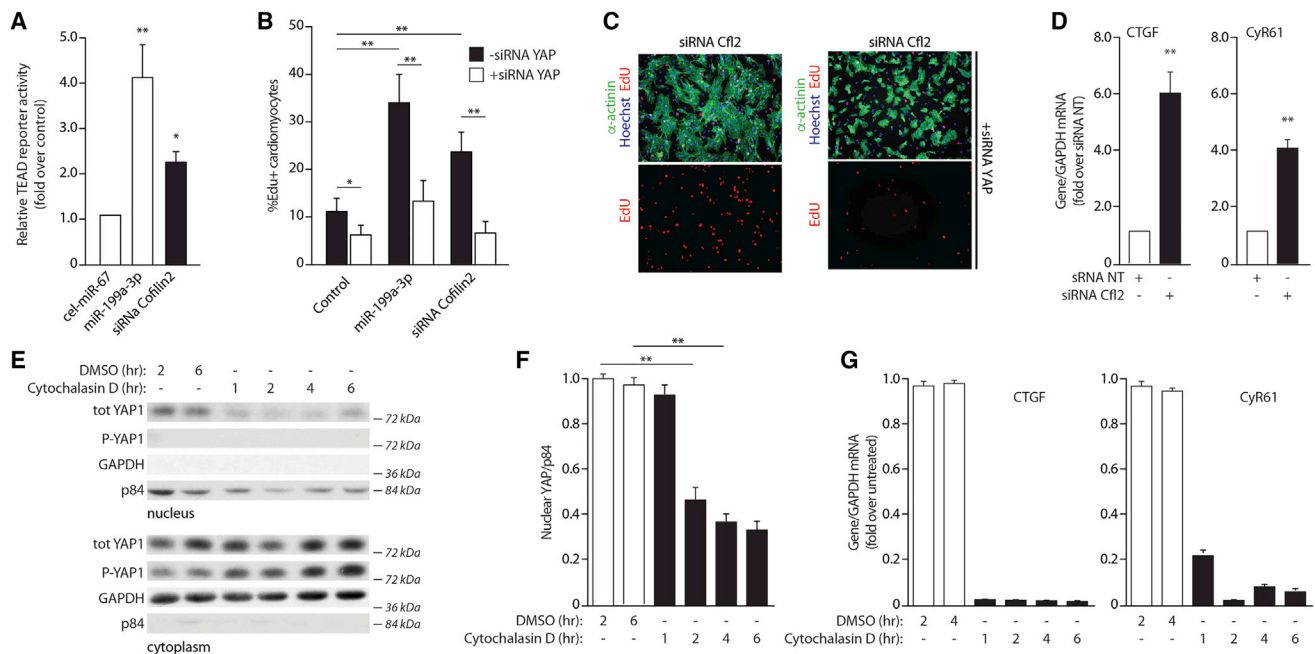 A
Relative TEAD reporter activity
(fold over control)
5.0
4.0
3.0
2.0
1.0
0
**
*
cel-miR-67
miR-199a-3p
siRNa Cofilin2
B
%Edu+ cardiomyocytes
50
40
30
20
10
0
**
**
**
**
*
-siRNA YAP
+siRNA YAP
Control
miR-199a-3p
siRNA Cofilin2
C
siRNA Cfl2
siRNA Cfl2
α-actinin
Hoechst EdU
EdU
α-actinin
Hoechst EdU
EdU
+siRNA YAP
D
CTGF
CyR61
Gene/GAPDH mRNA
(fold over siRNA NT)
8.0
6.0
4.0
2.0
0
**
8.0
6.0
4.0
2.0
0
**
sRNA NT + - + -
siRNA Cfl2 - + - +
E
DMSO (hr): 2 6 - - - -
Cytochalasin D (hr): - - 1 2 4 6
tot YAP1
72 kDa
P-YAP1
72 kDa
GAPDH
36 kDa
p84
84 kDa
nucleus
tot YAP1
72 kDa
P-YAP1
72 kDa
GAPDH
36 kDa
p84
84 kDa
cytoplasm
F
Nuclear YAP/p84
1.0
0.8
0.6
0.4
0.2
0
**
**
DMSO (hr): 2 6 - - - -
Cytochalasin D (hr): - - 1 2 4 6
G
Gene/GAPDH mRNA
(fold over untreated)
1.0
0.8
0.6
0.4
0.2
0
CTGF
1.0
0.8
0.6
0.4
0.2
0
CyR61
DMSO (hr): 2 4 - - - - 2 4 - - - -
Cytochalasin D (hr): - - 1 2 4 6 - - 1 2 4 6